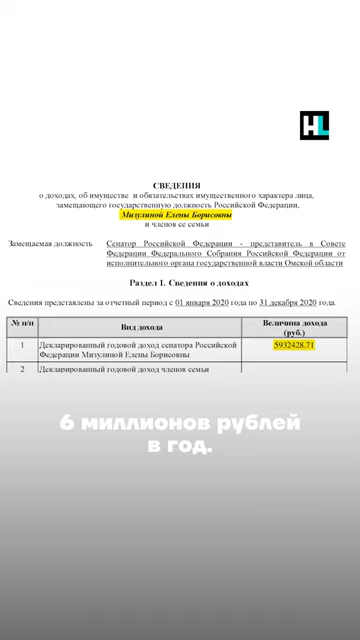 HL
СВЕДЕНИЯ
о доходах, об имуществе и обязательствах имущественного характера лица,
замещающего государственную должность Российской Федерации,
Мизулиной Елены Борисовны
и членов ее семьи
Замещаемая должность Сенатор Российской Федерации - представитель в Совете
Федерации Федерального Собрания Российской Федерации от
исполнительного органа государственной власти Омской области
Раздел 1. Сведения о доходах
Сведения представлены за отчетный период с 01 января 2020 года по 31 декабря 2020 года.
№ п/п Вид дохода Величина дохода
(руб.)
1 Декларированный годовой доход сенатора Российской
Федерации Мизулиной Елены Борисовны 5932428.71
2 Декларированный годовой доход членов семьи
6 миллионов рублей
в год.